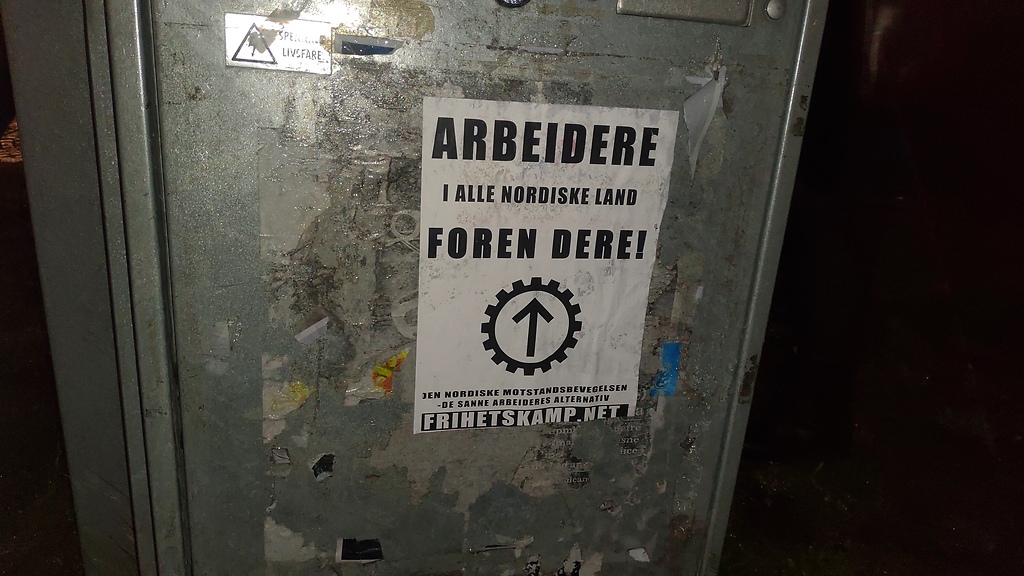 LIVSFARE
ARBEIDERE
I ALLE NORDISKE LAND
FOREN DERE!
DEN NORDISKE MOTSTANDSBEVEGELSEN
-DE SANNE ARBEIDERES ALTERNATIV
FRIHETSKAMP.NET